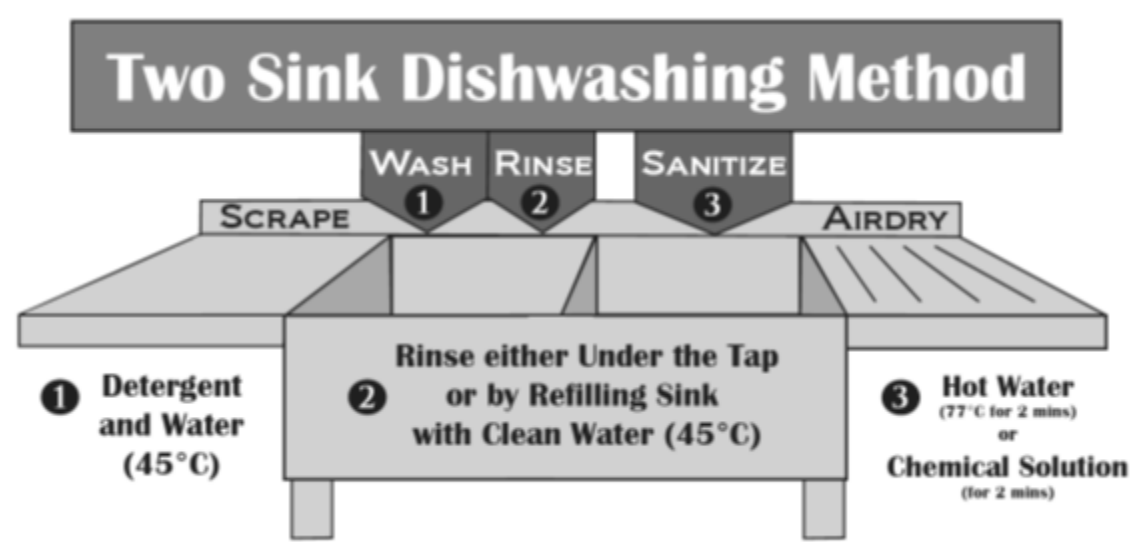 Two Sink Dishwashing Method
WASH RINSE SANITIZE
1 2 3
SCRAPE AIRDRY
1 Detergent
and Water
(45°C)
2 Rinse either Under the Tap
or by Refilling Sink
with Clean Water (45°C)
3 Hot Water
(77°C for 2 mins)
or
Chemical Solution
(for 2 mins)